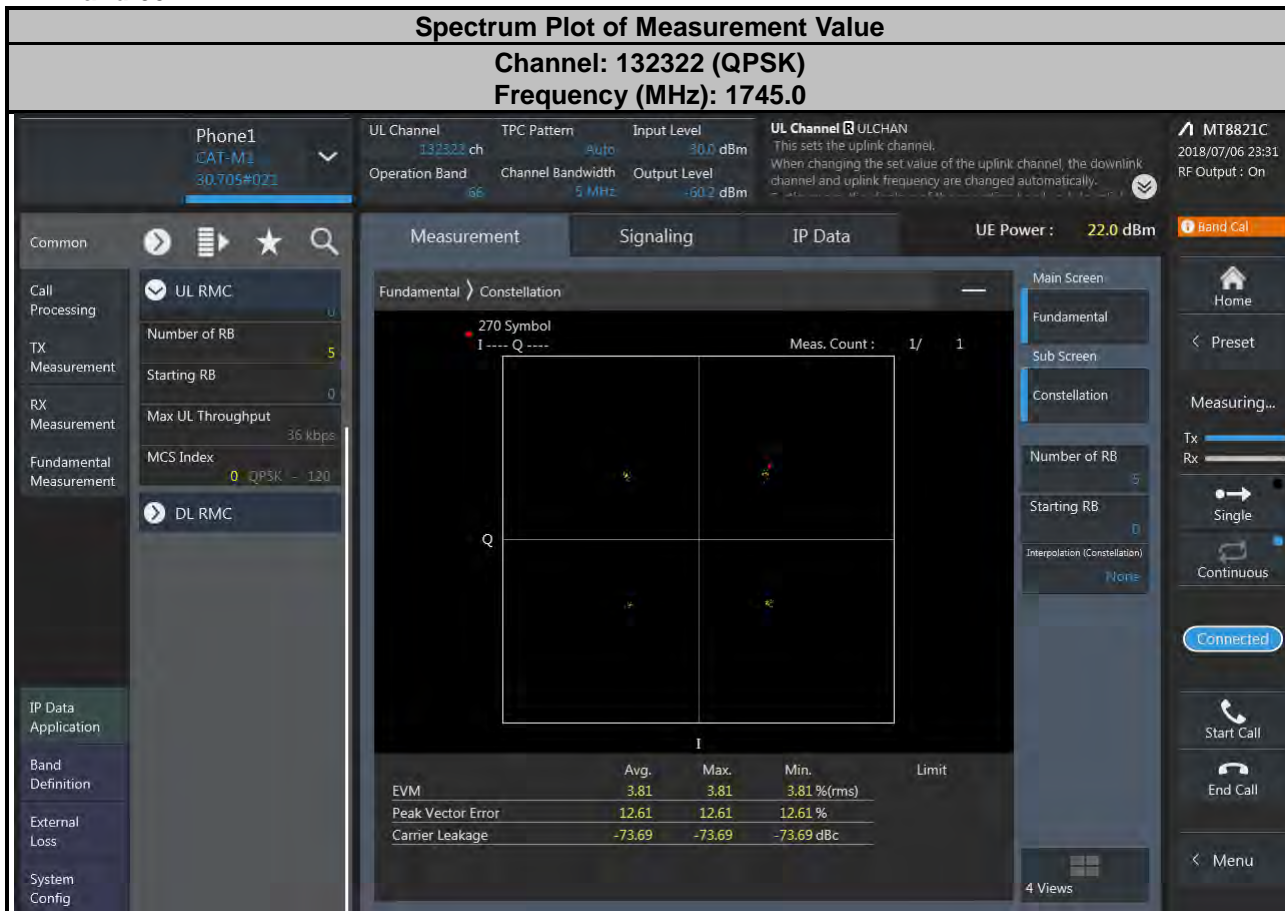 Spectrum Plot of Measurement Value
Channel: 132322 (QPSK)
Frequency (MHz): 1745.0
Phone1
CAT-M1
30.70S#021
UL Channel
132322 ch
TPC Pattern
Auto
Input Level
30.0 dBm
Operation Band
66
Channel Bandwidth
5 MHz
Output Level
-60.2 dBm
UL Channel R ULCHAN
This sets the uplink channel.
When changing the set value of the uplink channel, the downlink
channel and uplink frequency are changed automatically.
MT8821C
2018/07/06 23:31
RF Output : On
Common
Measurement
Signaling
IP Data
UE Power : 22.0 dBm
Band Cal
Call
Processing
TX
Measurement
RX
Measurement
Fundamental
Measurement
IP Data
Application
Band
Definition
External
Loss
System
Config
UL RMC
Number of RB
5
Starting RB
0
Max UL Throughput
36 kbps
MCS Index
0 QPSK - 120
DL RMC
Fundamental > Constellation
270 Symbol
I ---- Q ----
Meas. Count : 1/ 1
Q
I
Avg. Max. Min. Limit
EVM 3.81 3.81 3.81 %(rms)
Peak Vector Error 12.61 12.61 12.61 %
Carrier Leakage -73.69 -73.69 -73.69 dBc
Main Screen
Fundamental
Sub Screen
Constellation
Number of RB
5
Starting RB
0
Interpolation (Constellation)
None
4 Views
Home
< Preset
Measuring...
Tx
Rx
Single
Continuous
Connected
Start Call
End Call
< Menu